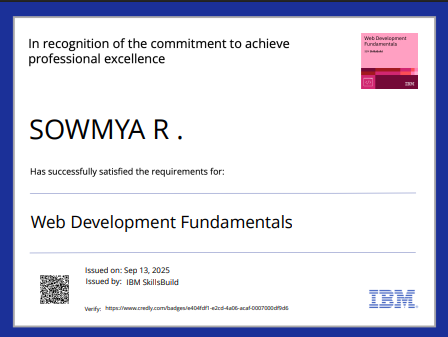 In recognition of the commitment to achieve
professional excellence
Web Development
Fundamentals
IBM
SOWMYA R .
Has successfully satisfied the requirements for:
Web Development Fundamentals
Issued on: Sep 13, 2025
Issued by: IBM SkillsBuild
Verify: https://www.credly.com/badges/e404fdf1-e2cd-4a06-acaf-0007000df9d6
IBM.